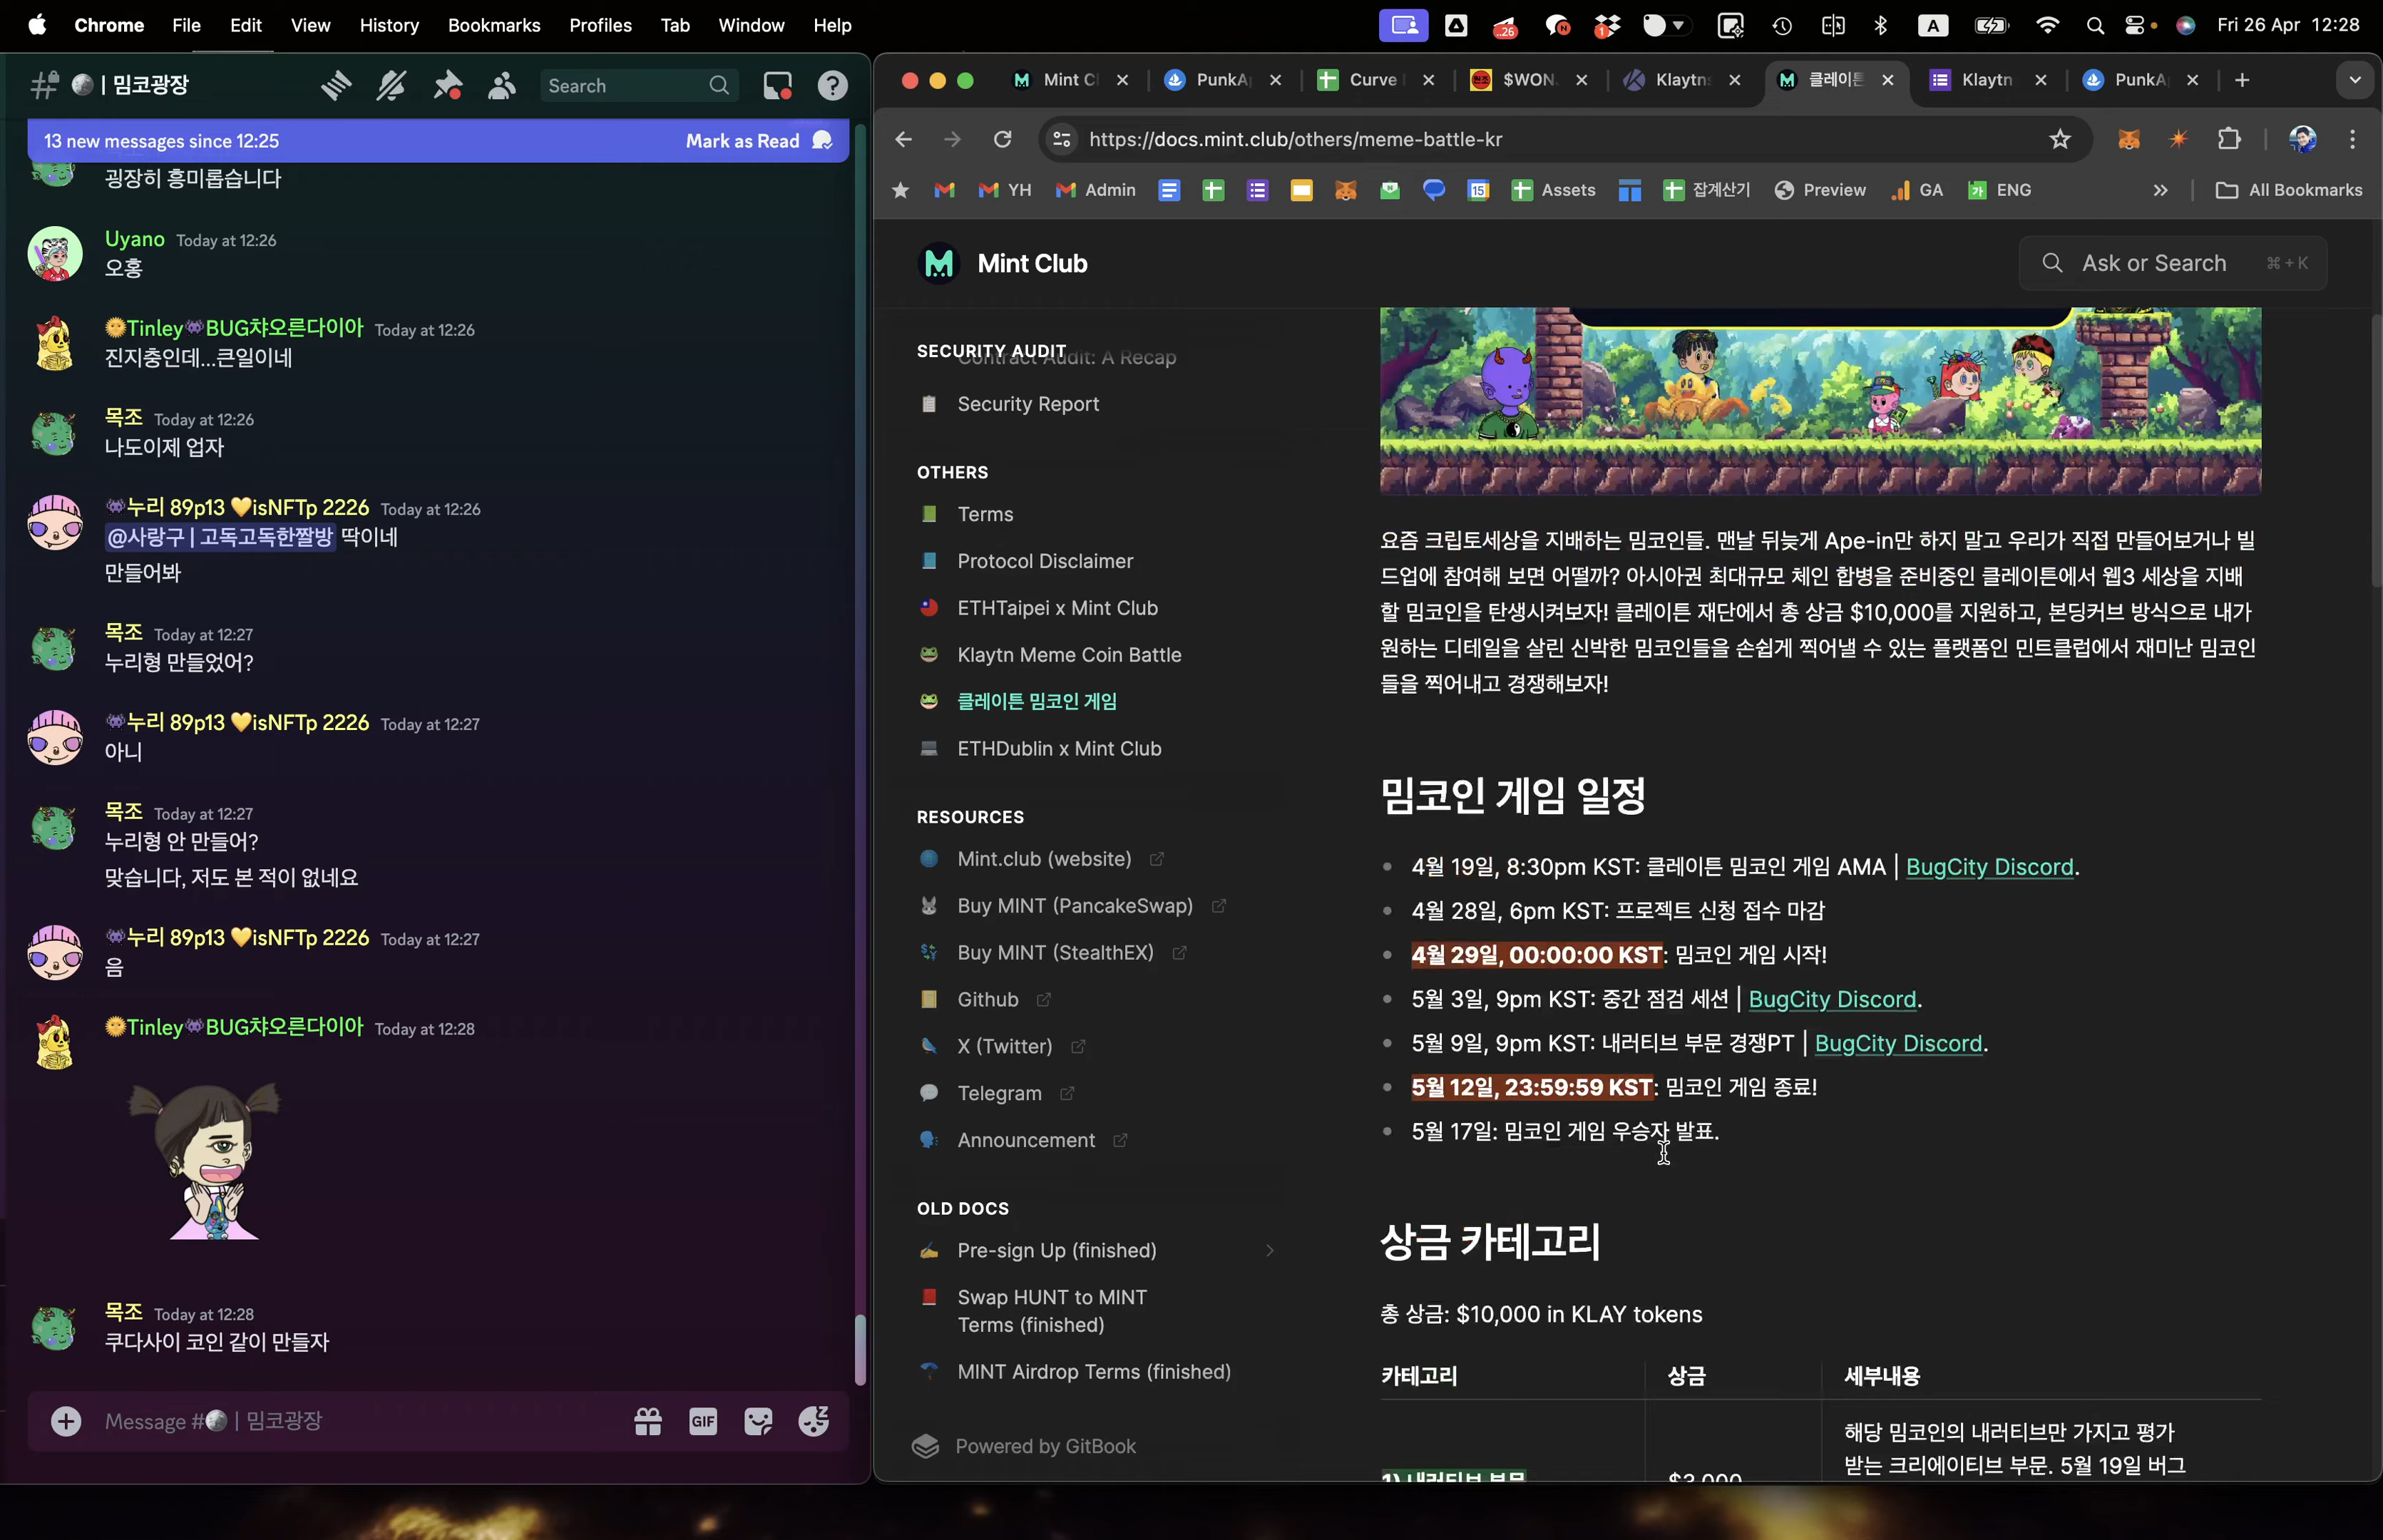 Chrome File Edit View History Bookmarks Profiles Tab Window Help
A Fri 26 Apr 12:28
| 밈코광장
Search
13 new messages since 12:25 Mark as Read
굉장히 흥미롭습니다
Uyano Today at 12:26
오홍
Tinley BUG챠오른다이아 Today at 12:26
진지충인데...큰일이네
목조 Today at 12:26
나도이제 업자
누리 89p13 isNFTp 2226 Today at 12:26
@사랑구 | 고독고독한짤방 딱이네
만들어봐
목조 Today at 12:27
누리형 만들었어?
누리 89p13 isNFTp 2226 Today at 12:27
아니
목조 Today at 12:27
누리형 안 만들어?
맞습니다, 저도 본 적이 없네요
누리 89p13 isNFTp 2226 Today at 12:27
음
Tinley BUG챠오른다이아 Today at 12:28
목조 Today at 12:28
쿠다사이 코인 같이 만들자
Message # | 밈코광장
GIF
Mint Cl PunkA Curve $WON. Klaytn 클레이튼 Klaytn PunkA
https://docs.mint.club/others/meme-battle-kr
YH Admin Assets 잡계산기 Preview GA ENG All Bookmarks
Mint Club
Ask or Search ⌘+K
SECURITY AUDIT
Contract Audit: A Recap
Security Report
OTHERS
Terms
Protocol Disclaimer
ETHTaipei x Mint Club
Klaytn Meme Coin Battle
클레이튼 밈코인 게임
ETHDublin x Mint Club
RESOURCES
Mint.club (website)
Buy MINT (PancakeSwap)
Buy MINT (StealthEX)
Github
X (Twitter)
Telegram
Announcement
OLD DOCS
Pre-sign Up (finished)
Swap HUNT to MINT
Terms (finished)
MINT Airdrop Terms (finished)
Powered by GitBook
요즘 크립토세상을 지배하는 밈코인들. 맨날 뒤늦게 Ape-in만 하지 말고 우리가 직접 만들어보거나 빌
드업에 참여해 보면 어떨까? 아시아권 최대규모 체인 합병을 준비중인 클레이튼에서 웹3 세상을 지배
할 밈코인을 탄생시켜보자! 클레이튼 재단에서 총 상금 $10,000를 지원하고, 본딩커브 방식으로 내가
원하는 디테일을 살린 신박한 밈코인들을 손쉽게 찍어낼 수 있는 플랫폼인 민트클럽에서 재미난 밈코인
들을 찍어내고 경쟁해보자!
밈코인 게임 일정
4월 19일, 8:30pm KST: 클레이튼 밈코인 게임 AMA | BugCity Discord.
4월 28일, 6pm KST: 프로젝트 신청 접수 마감
4월 29일, 00:00:00 KST: 밈코인 게임 시작!
5월 3일, 9pm KST: 중간 점검 세션 | BugCity Discord.
5월 9일, 9pm KST: 내러티브 부문 경쟁PT | BugCity Discord.
5월 12일, 23:59:59 KST: 밈코인 게임 종료!
5월 17일: 밈코인 게임 우승자 발표.
상금 카테고리
총 상금: $10,000 in KLAY tokens
카테고리 상금 세부내용
해당 밈코인의 내러티브만 가지고 평가
받는 크리에이티브 부문. 5월 19일 버그
1) 내러티브 부문 $3,000